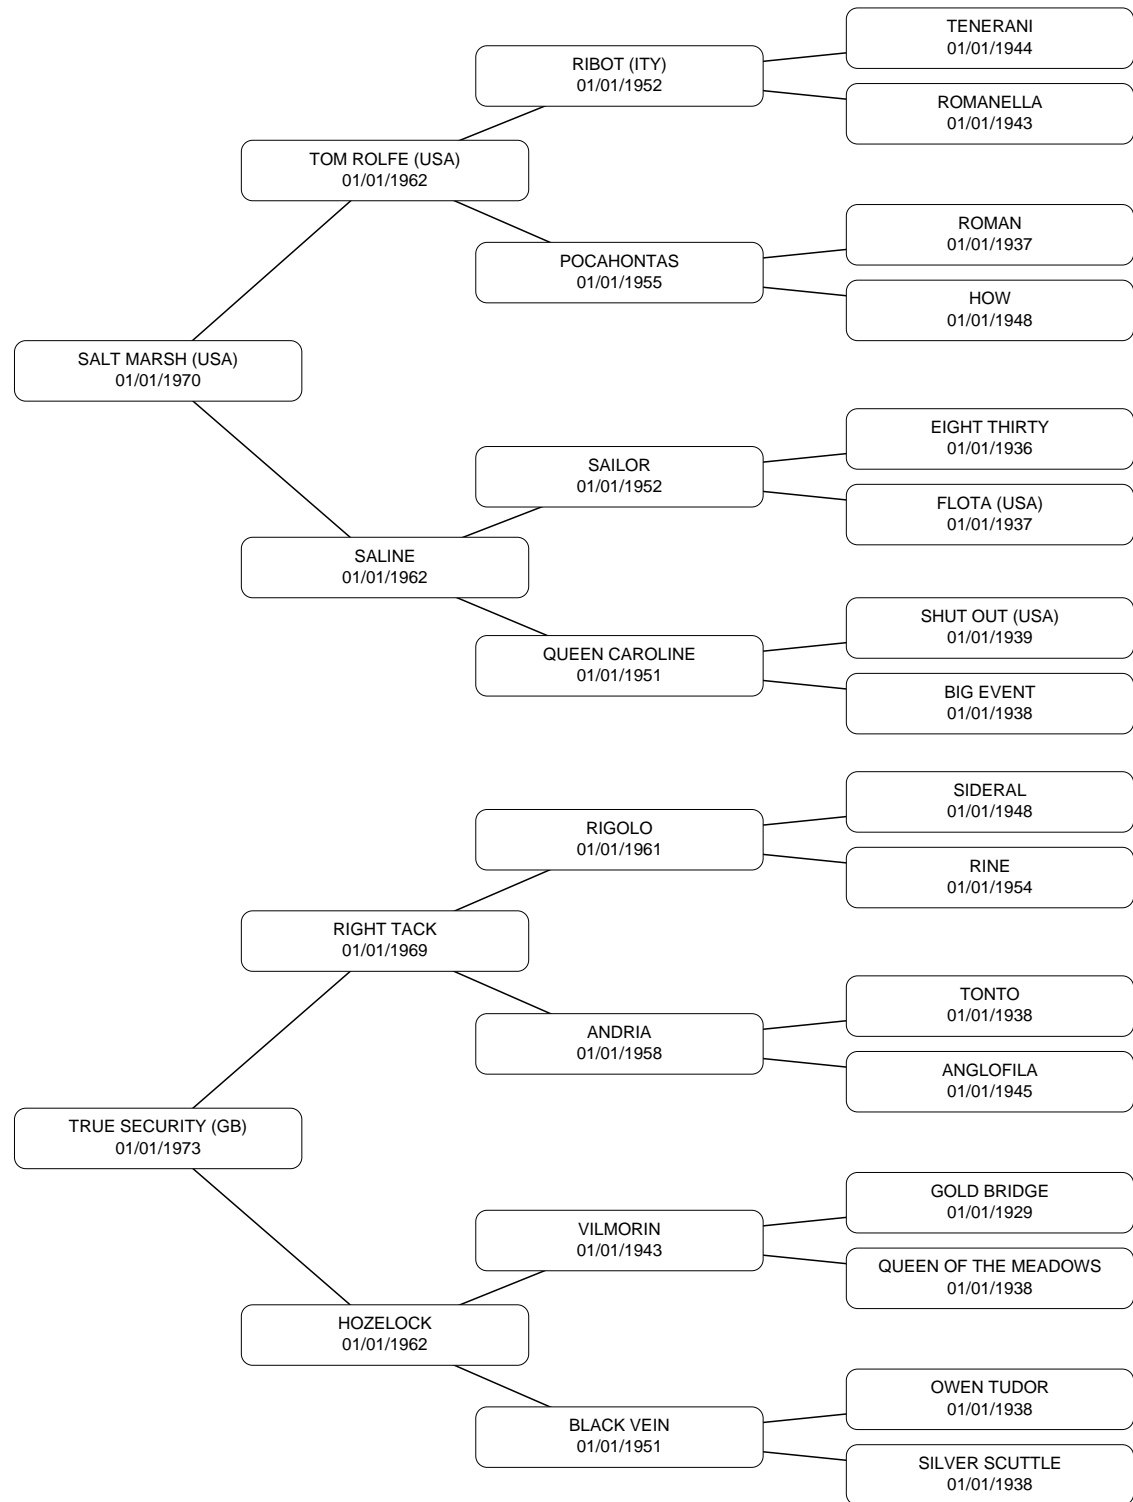 TENERANI
01/01/1944
RIBOT (ITY)
01/01/1952
ROMANELLA
01/01/1943
TOM ROLFE (USA)
01/01/1962
ROMAN
01/01/1937
POCAHONTAS
01/01/1955
HOW
01/01/1948
SALT MARSH (USA)
01/01/1970
EIGHT THIRTY
01/01/1936
SAILOR
01/01/1952
FLOTA (USA)
01/01/1937
SALINE
01/01/1962
SHUT OUT (USA)
01/01/1939
QUEEN CAROLINE
01/01/1951
BIG EVENT
01/01/1938
SIDERAL
01/01/1948
RIGOLO
01/01/1961
RINE
01/01/1954
RIGHT TACK
01/01/1969
TONTO
01/01/1938
ANDRIA
01/01/1958
ANGLOFILA
01/01/1945
TRUE SECURITY (GB)
01/01/1973
GOLD BRIDGE
01/01/1929
VILMORIN
01/01/1943
QUEEN OF THE MEADOWS
01/01/1938
HOZELOCK
01/01/1962
OWEN TUDOR
01/01/1938
BLACK VEIN
01/01/1951
SILVER SCUTTLE
01/01/1938